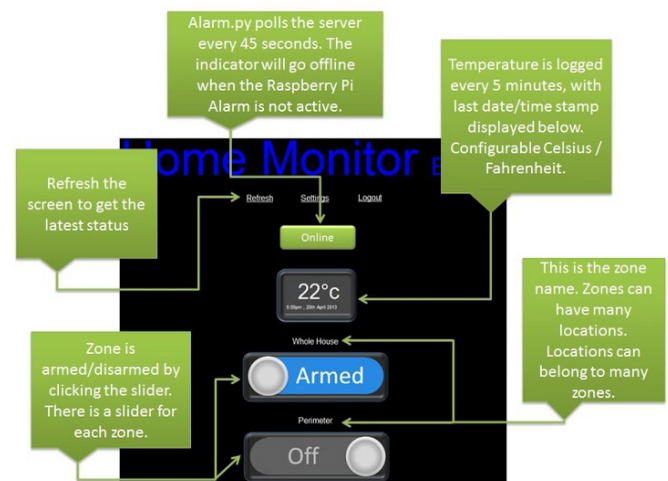 Alarm.py polls the server
every 45 seconds. The
indicator will go offline
when the Raspberry Pi
Alarm is not active.
Temperature is logged
every 5 minutes, with
last date/time stamp
displayed below.
Configurable Celsius /
Fahrenheit.
Home Monitor
Refresh the
screen to get the
latest status
Refresh Settings Logout
Online
22°c
5:00pm , 20th April 2013
This is the zone
name. Zones can
have many
locations.
Locations can
belong to many
zones.
Whole House
Zone is
armed/disarmed by
clicking the slider.
There is a slider for
each zone.
Armed
Perimeter
Off